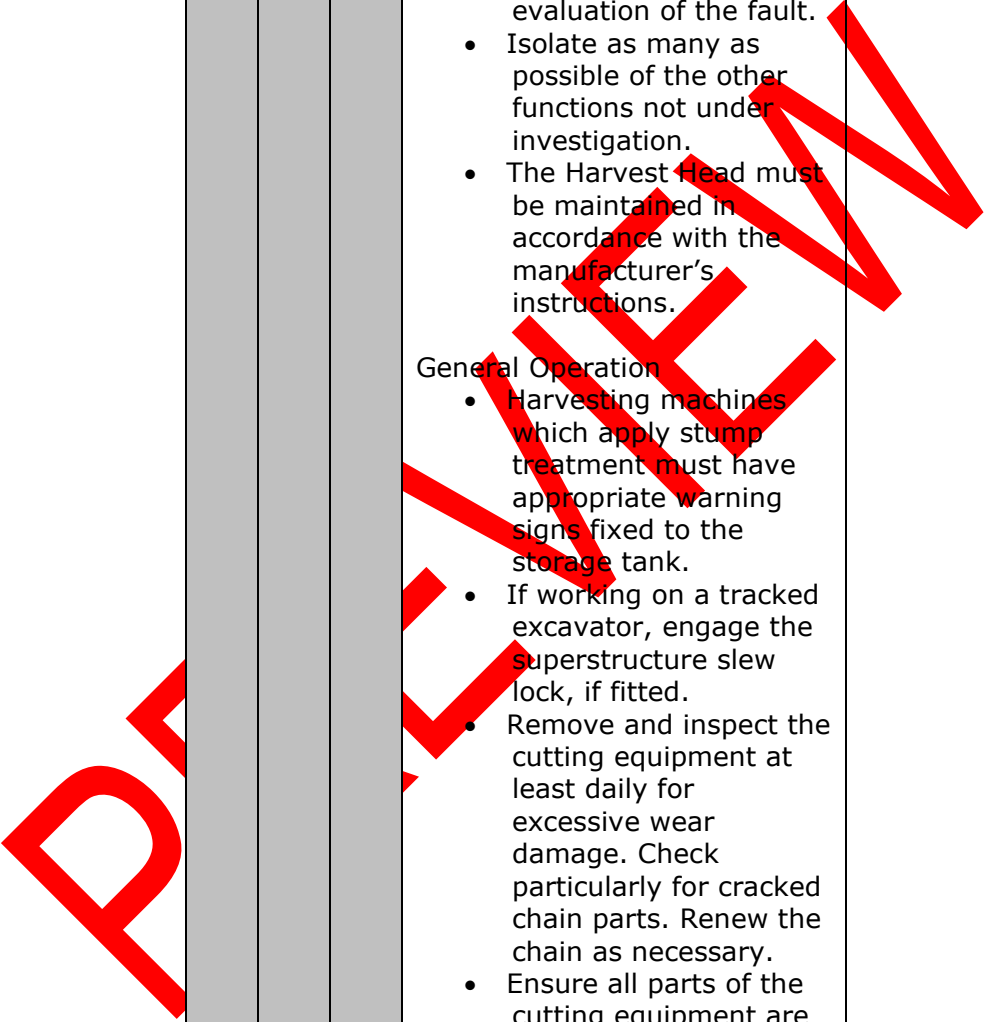 evaluation of the fault.
• Isolate as many as
possible of the other
functions not under
investigation.
• The Harvest Head must
be maintained in
accordance with the
manufacturer’s
instructions.
General Operation
• Harvesting machines
which apply stump
treatment must have
appropriate warning
signs fixed to the
storage tank.
• If working on a tracked
excavator, engage the
superstructure slew
lock, if fitted.
• Remove and inspect the
cutting equipment at
least daily for
excessive wear
damage. Check
particularly for cracked
chain parts. Renew the
chain as necessary.
• Ensure all parts of the
cutting equipment are
PREVIEW